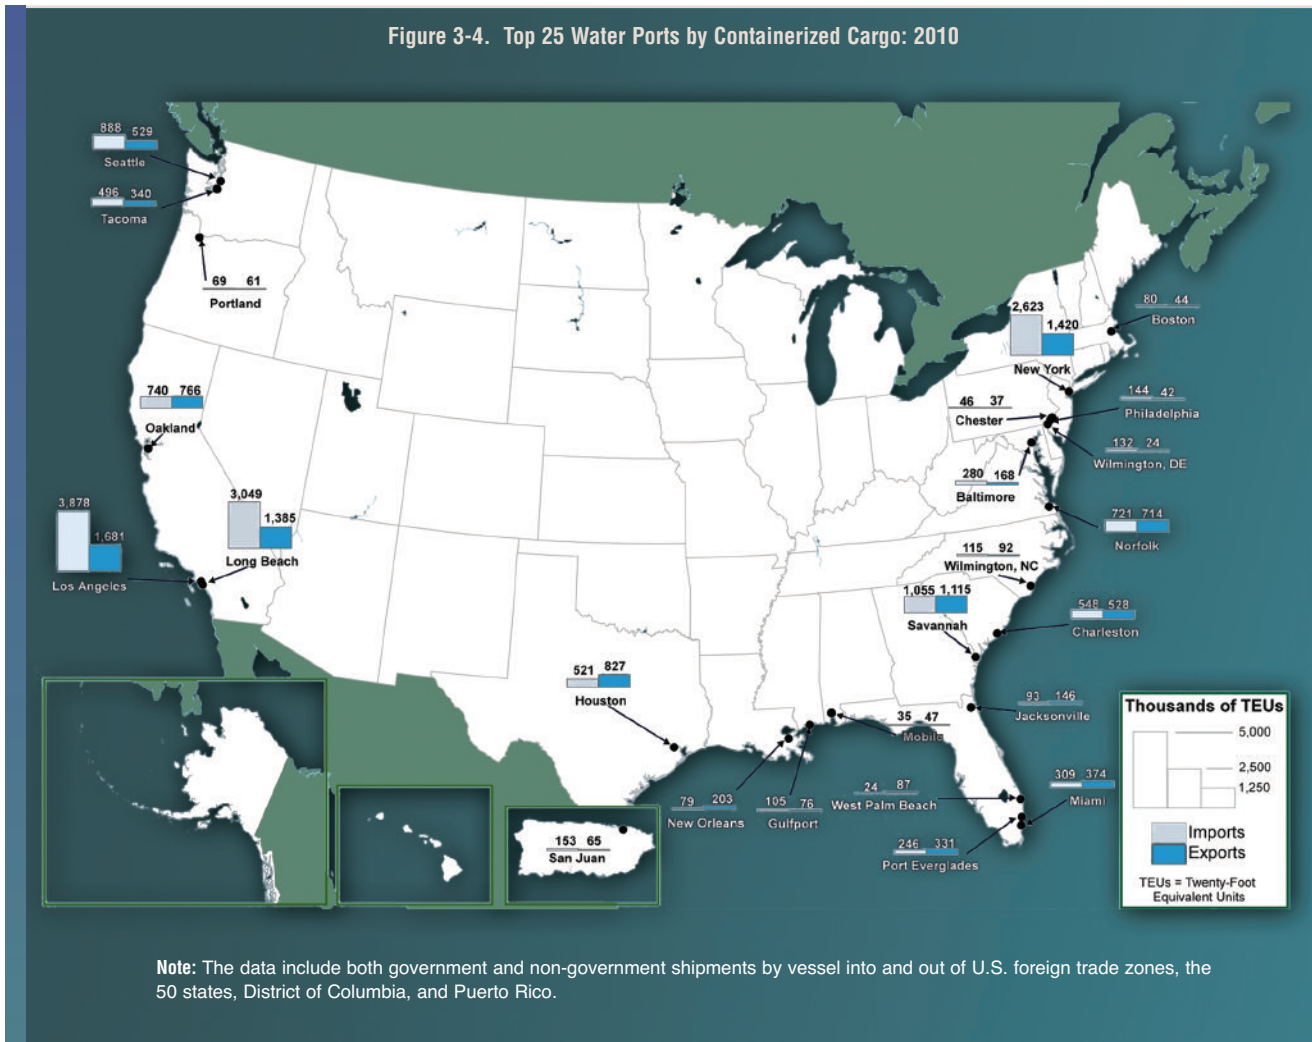 Figure 3-4. Top 25 Water Ports by Containerized Cargo: 2010
888 529
Seattle
496 340
Tacoma
69 61
Portland
740 766
Oakland
3,878
1,681
Los Angeles
3,049
1,385
Long Beach
521 827
Houston
79 203
New Orleans
105 76
Gulfport
35 47
Mobile
153 65
San Juan
2,623
1,420
New York
80 44
Boston
144 42
Philadelphia
46 37
Chester
132 24
Wilmington, DE
280 168
Baltimore
721 714
Norfolk
115 92
Wilmington, NC
1,055 1,115
Savannah
548 528
Charleston
93 146
Jacksonville
24 87
West Palm Beach
309 374
Miami
246 331
Port Everglades
Thousands of TEUs
5,000
2,500
1,250
Imports
Exports
TEUs = Twenty-Foot
Equivalent Units
Note: The data include both government and non-government shipments by vessel into and out of U.S. foreign trade zones, the
50 states, District of Columbia, and Puerto Rico.